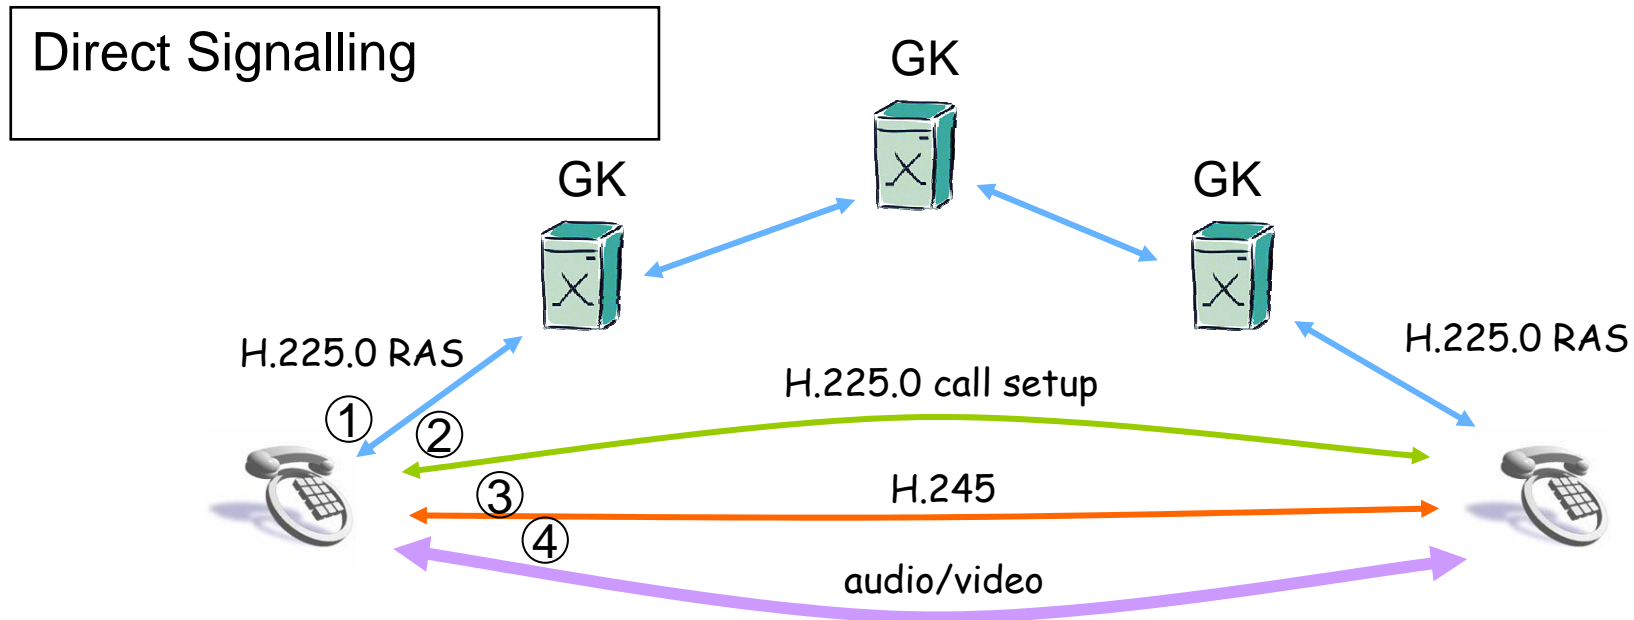 Direct Signalling
GK
GK
GK
H.225.0 RAS
H.225.0 RAS
H.225.0 call setup
①
②
③
H.245
④
audio/video